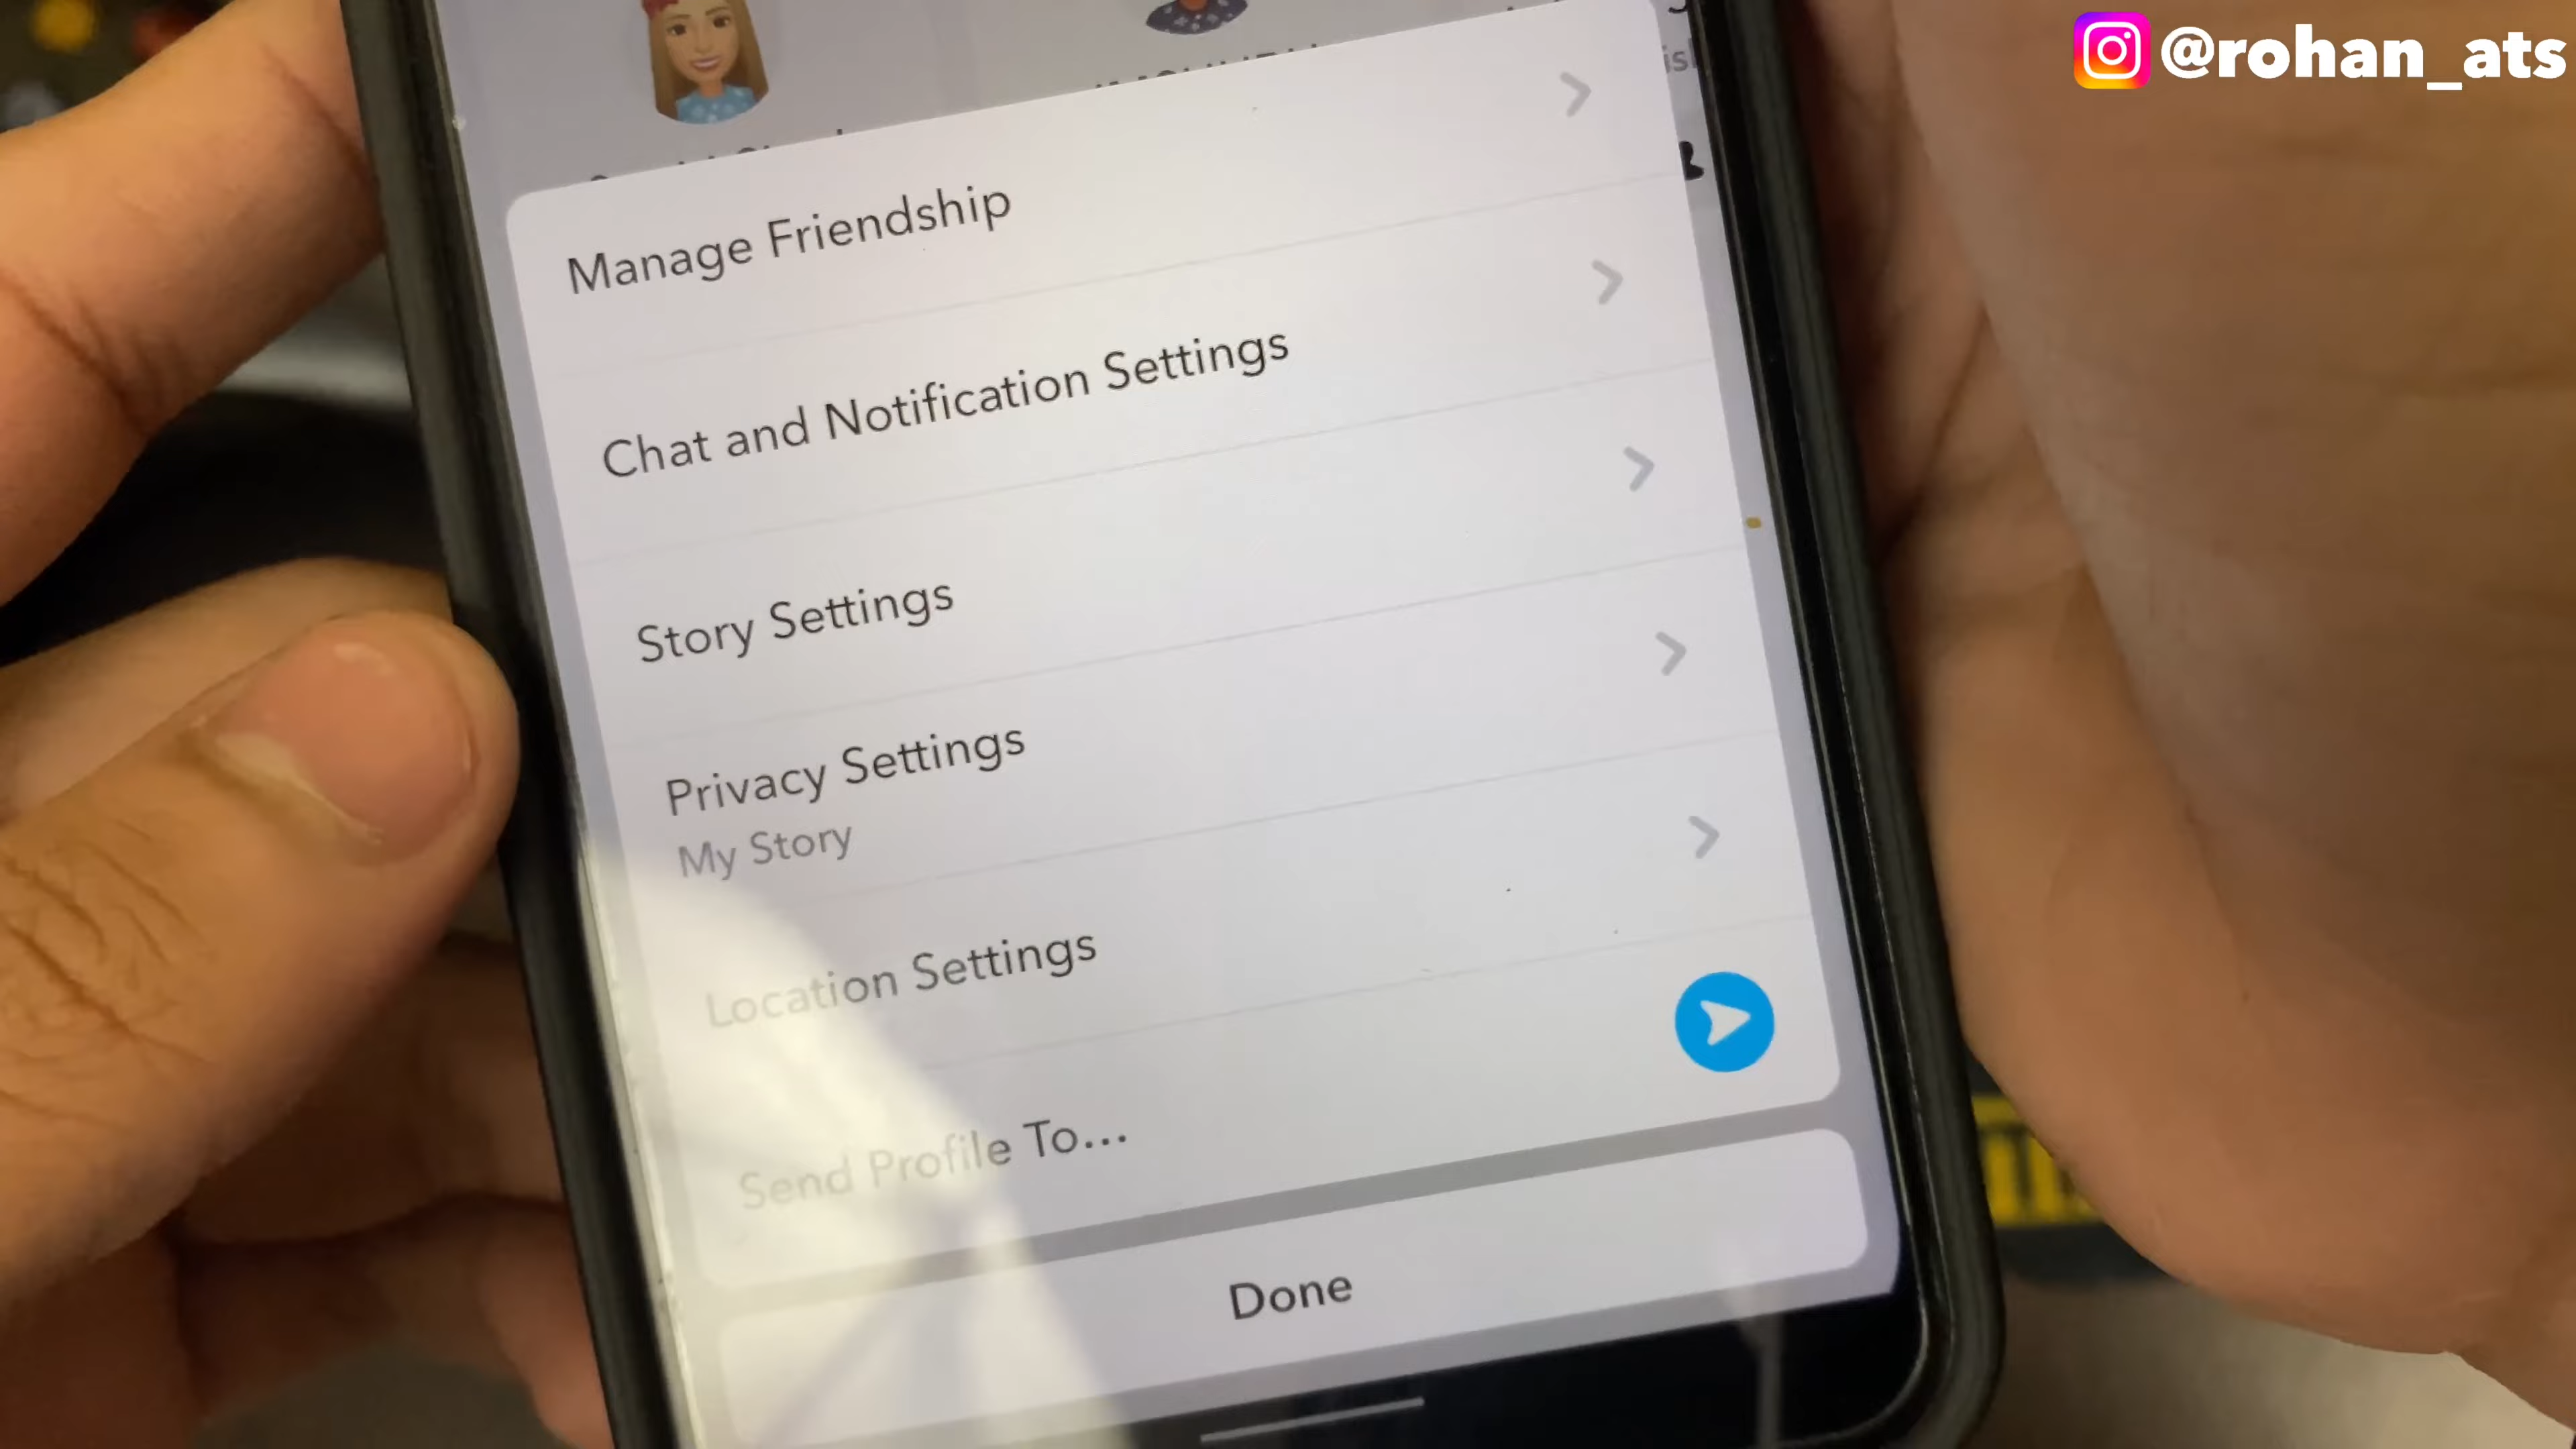 @rohan_ats
Manage Friendship
Chat and Notification Settings
Story Settings
Privacy Settings
My Story
Location Settings
Send Profile To...
Done